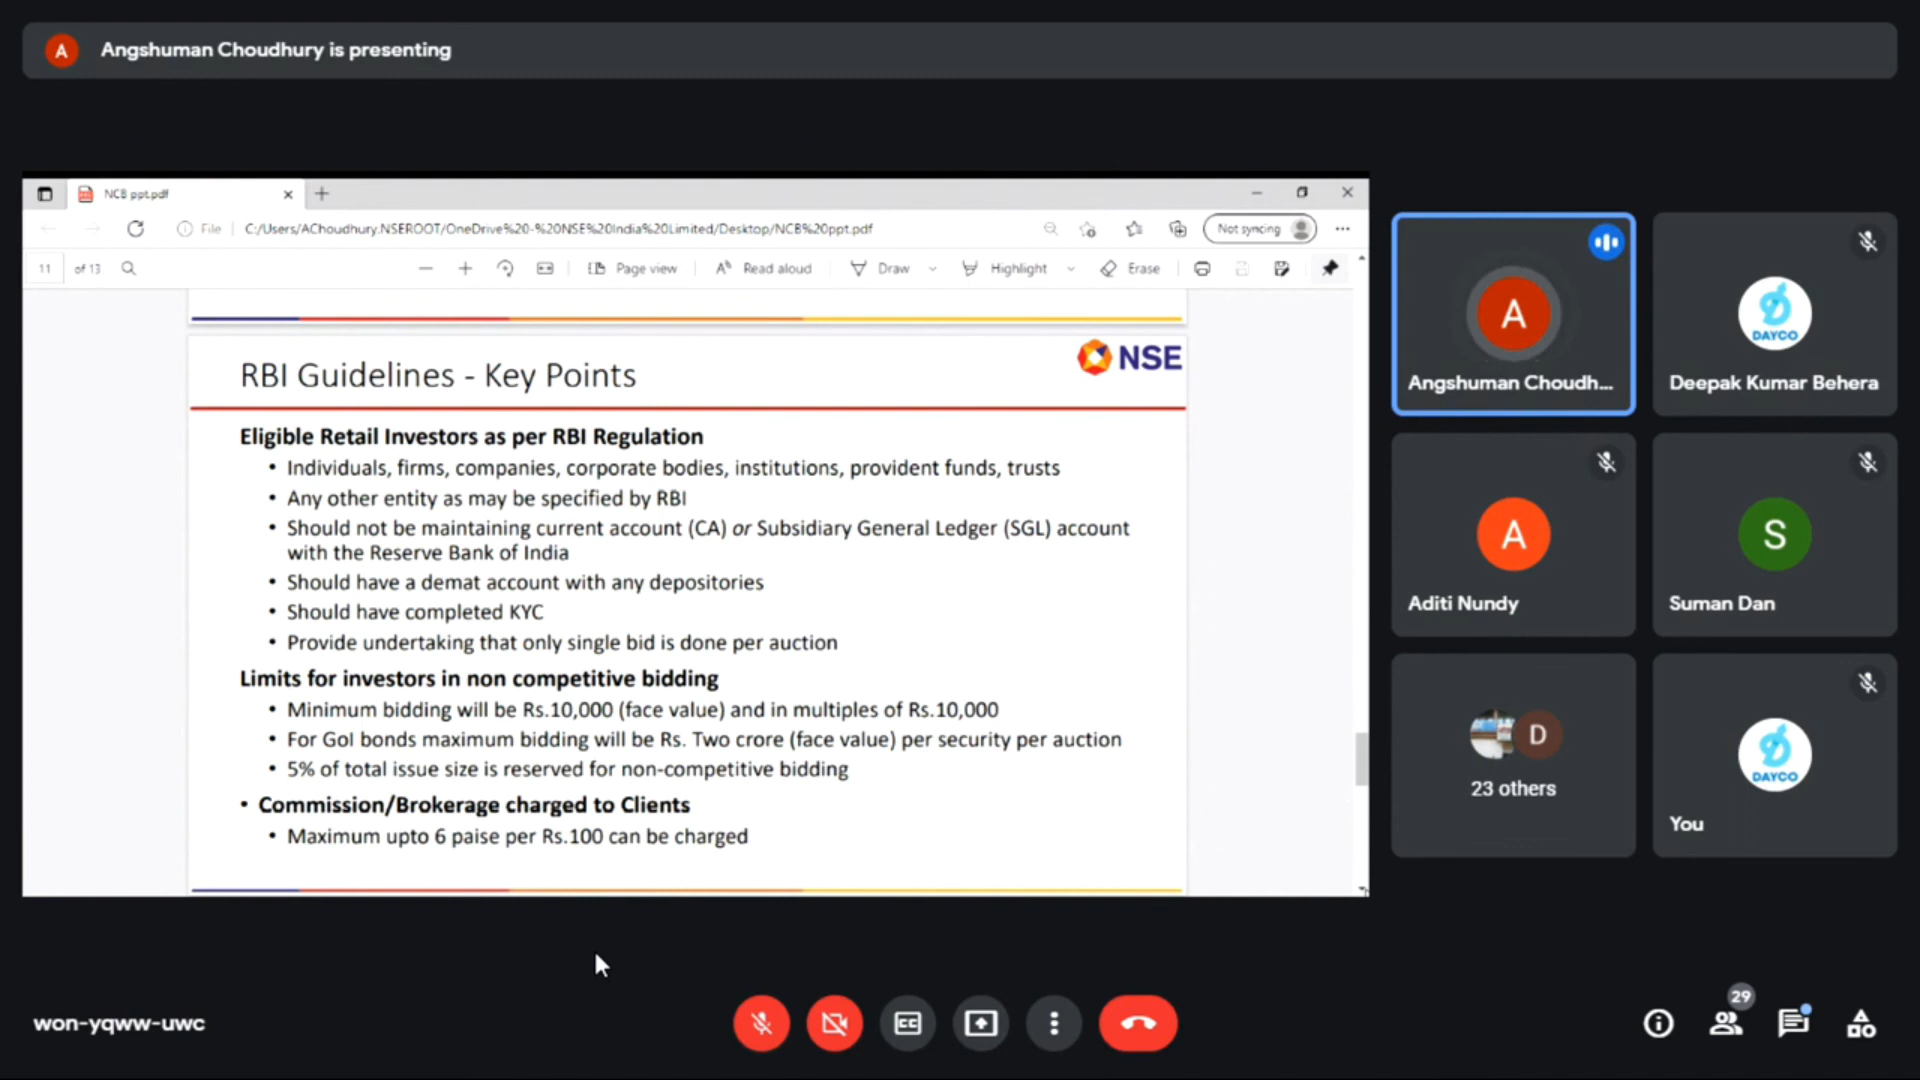 A Angshuman Choudhury is presenting
NCB ppt.pdf
File C:/Users/AChoudhury.NSEROOT/OneDrive%20-%20NSE%20India%20Limited/Desktop/NCB%20ppt.pdf Not syncing
11 of 13 Page view Read aloud Draw Highlight Erase
RBI Guidelines - Key Points
NSE
Eligible Retail Investors as per RBI Regulation
• Individuals, firms, companies, corporate bodies, institutions, provident funds, trusts
• Any other entity as may be specified by RBI
• Should not be maintaining current account (CA) or Subsidiary General Ledger (SGL) account
with the Reserve Bank of India
• Should have a demat account with any depositories
• Should have completed KYC
• Provide undertaking that only single bid is done per auction
Limits for investors in non competitive bidding
• Minimum bidding will be Rs.10,000 (face value) and in multiples of Rs.10,000
• For GoI bonds maximum bidding will be Rs. Two crore (face value) per security per auction
• 5% of total issue size is reserved for non-competitive bidding
• Commission/Brokerage charged to Clients
• Maximum upto 6 paise per Rs.100 can be charged
A
Angshuman Choudh...
DAYCO
Deepak Kumar Behera
A
Aditi Nundy
S
Suman Dan
D
23 others
DAYCO
You
won-yqww-uwc
CC
29